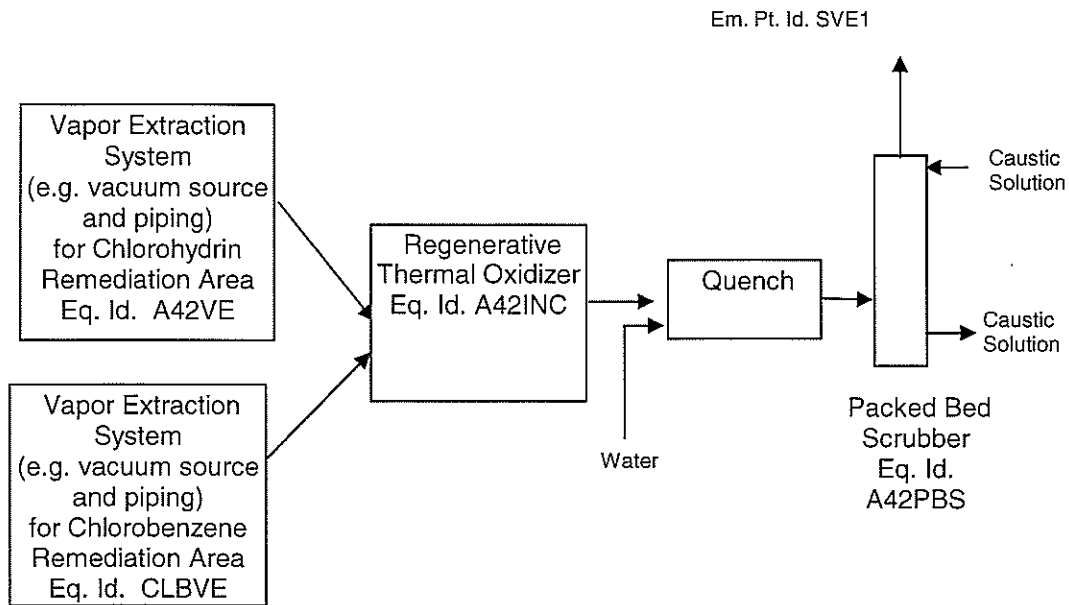 Em. Pt. Id. SVE1
Vapor Extraction
System
(e.g. vacuum source
and piping)
for Chlorohydrin
Remediation Area
Eq. Id. A42VE
Regenerative
Thermal Oxidizer
Eq. Id. A42INC
Quench
Caustic
Solution
Caustic
Solution
Water
Packed Bed
Scrubber
Eq. Id.
A42PBS
Vapor Extraction
System
(e.g. vacuum source
and piping)
for Chlorobenzene
Remediation Area
Eq. Id. CLBVE